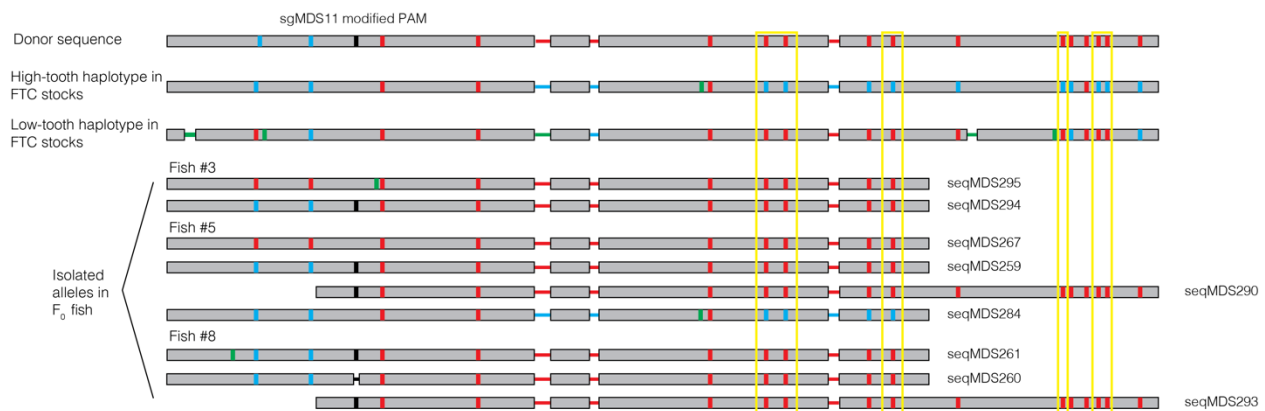 sgMDS11 modified PAM
Donor sequence
High-tooth haplotype in
FTC stocks
Low-tooth haplotype in
FTC stocks
Fish #3
seqMDS295
seqMDS294
Fish #5
seqMDS267
seqMDS259
seqMDS290
seqMDS284
Fish #8
seqMDS261
seqMDS260
seqMDS293
Isolated
alleles in
F0 fish